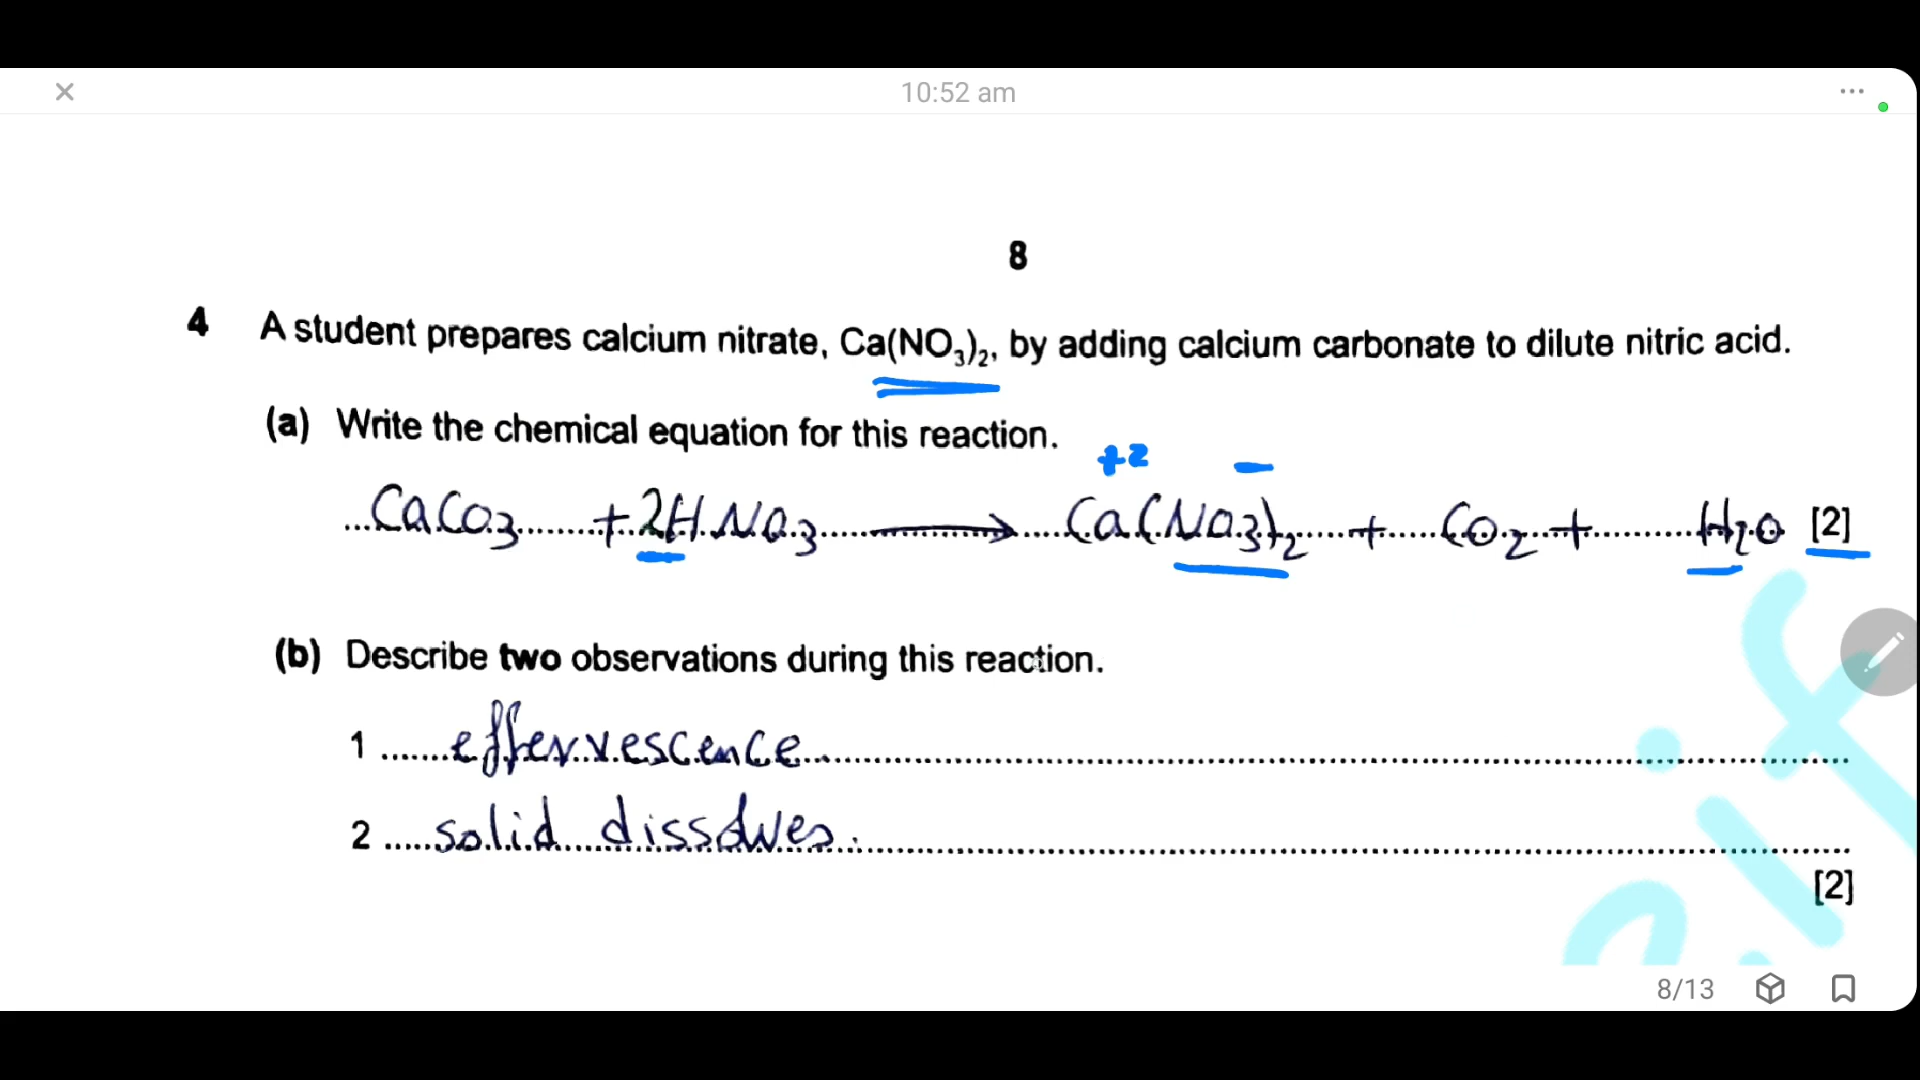 10:52 am
8
4 A student prepares calcium nitrate, Ca(NO₃)₂, by adding calcium carbonate to dilute nitric acid.
(a) Write the chemical equation for this reaction.
+2 −
CaCO₃ + 2HNO₃ ⟶ Ca(NO₃)₂ + CO₂ + H₂O [2]
(b) Describe two observations during this reaction.
1 effervescence
2 solid dissolves.
[2]
8/13